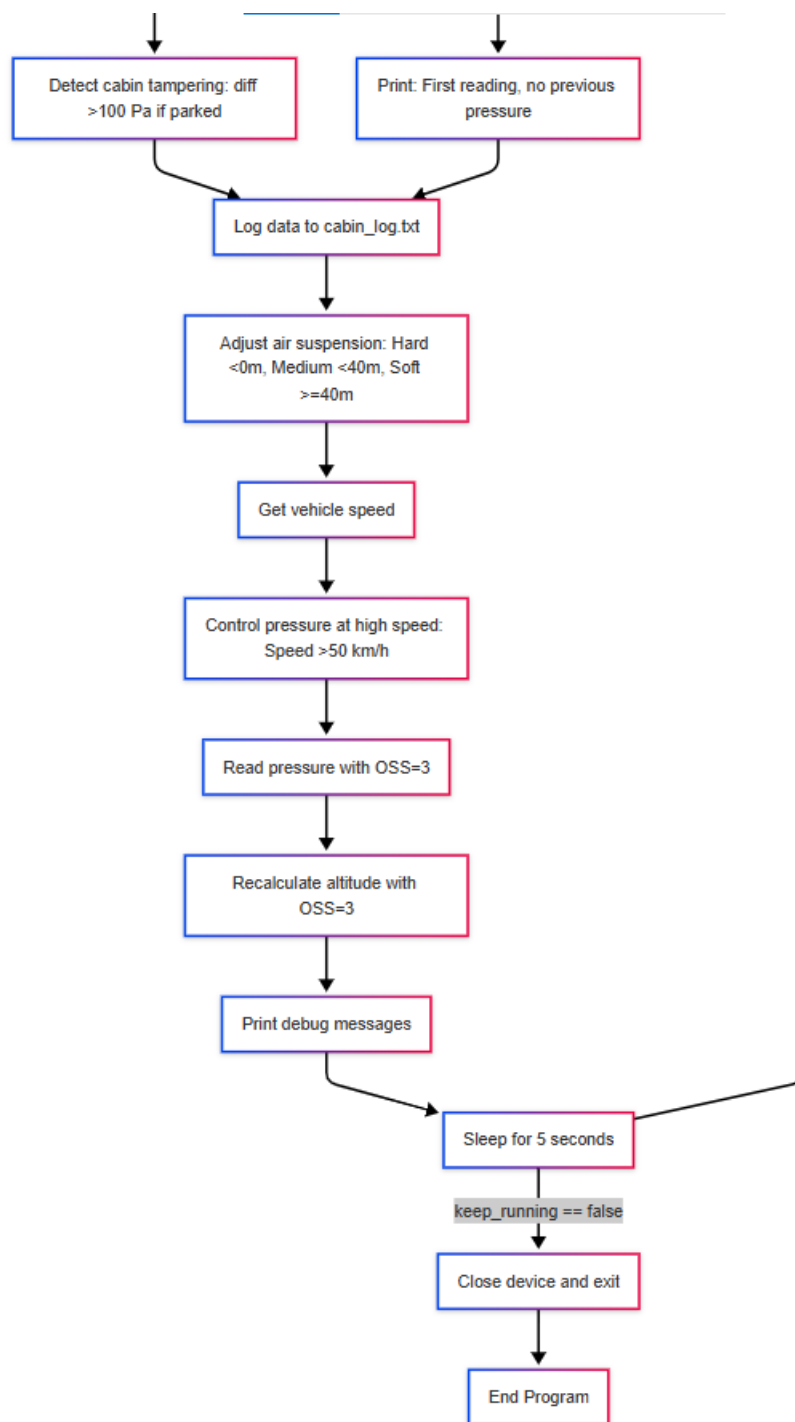 Detect cabin tampering: diff
>100 Pa if parked
Print: First reading, no previous
pressure
Log data to cabin_log.txt
Adjust air suspension: Hard
<0m, Medium <40m, Soft
>=40m
Get vehicle speed
Control pressure at high speed:
Speed >50 km/h
Read pressure with OSS=3
Recalculate altitude with
OSS=3
Print debug messages
Sleep for 5 seconds
keep_running == false
Close device and exit
End Program